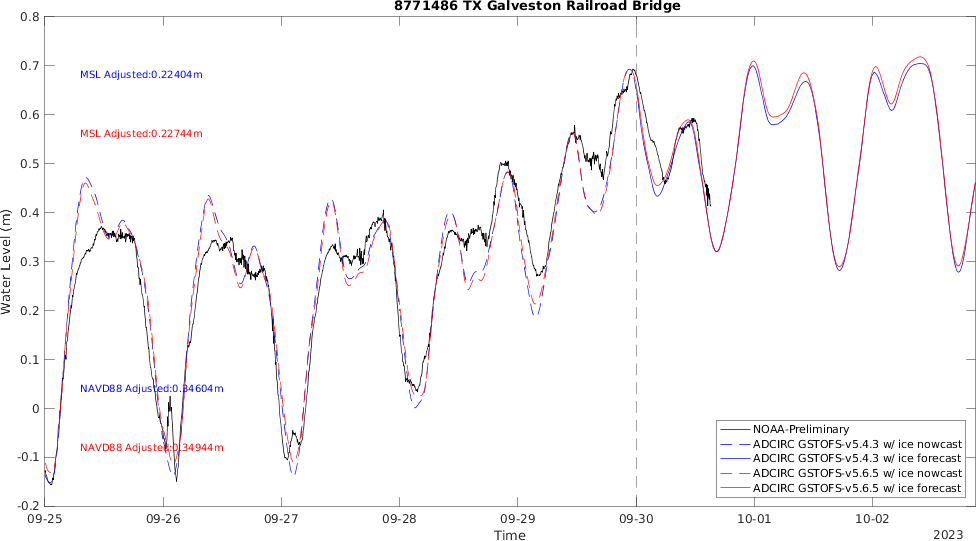 8771486 TX Galveston Railroad Bridge
0.8
0.7
0.6
0.5
0.4
0.3
0.2
0.1
0
-0.1
-0.2
Water Level (m)
MSL Adjusted:0.22404m
MSL Adjusted:0.22744m
NAVD88 Adjusted:0.34604m
NAVD88 Adjusted:0.34944m
NOAA-Preliminary
ADCIRC GSTOFS-v5.4.3 w/ ice nowcast
ADCIRC GSTOFS-v5.4.3 w/ ice forecast
ADCIRC GSTOFS-v5.6.5 w/ ice nowcast
ADCIRC GSTOFS-v5.6.5 w/ ice forecast
09-25 09-26 09-27 09-28 09-29 09-30 10-01 10-02
Time
2023